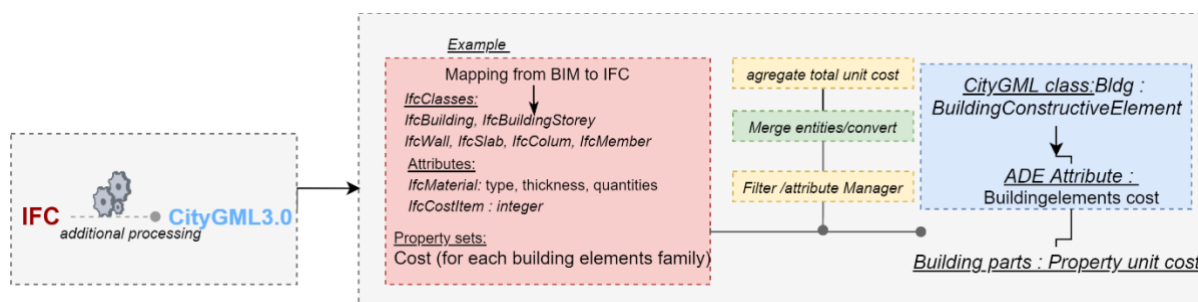 IFC
CityGML3.0
additional processing
Example
Mapping from BIM to IFC
IfcClasses:
IfcBuilding, IfcBuildingStorey
IfcWall, IfcSlab, IfcColum, IfcMember
Attributes:
IfcMaterial: type, thickness, quantities
IfcCostItem : integer
Property sets:
Cost (for each building elements family)
agregate total unit cost
Merge entities/convert
Filter /attribute Manager
CityGML class:Bldg :
BuildingConstructiveElement
ADE Attribute :
Buildingelements cost
Building parts : Property unit cost